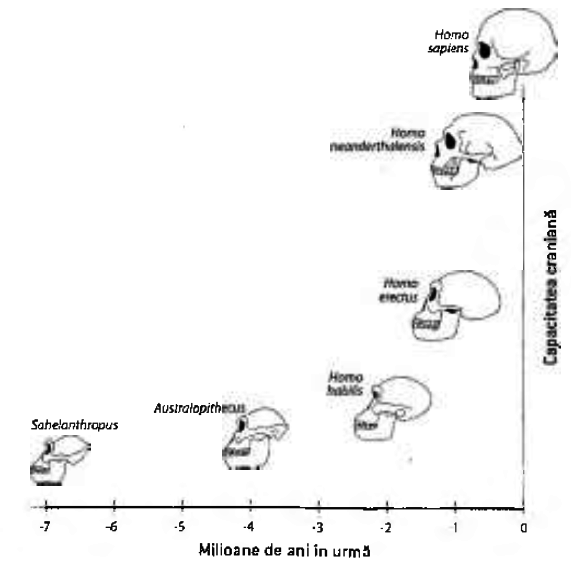 Homo
sapiens
Homo
neanderthalensis
Homo
erectus
Homo
habilis
Australopithecus
Sahelanthropus
Capacitatea craniană
-7 -6 -5 -4 -3 -2 -1 0
Milioane de ani în urmă